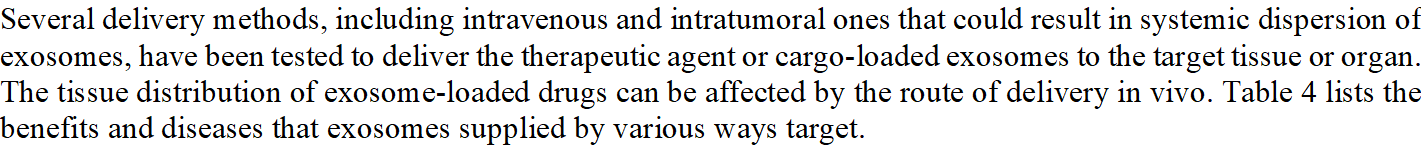 Several delivery methods, including intravenous and intratumoral ones that could result in systemic dispersion of
exosomes, have been tested to deliver the therapeutic agent or cargo-loaded exosomes to the target tissue or organ.
The tissue distribution of exosome-loaded drugs can be affected by the route of delivery in vivo. Table 4 lists the
benefits and diseases that exosomes supplied by various ways target.